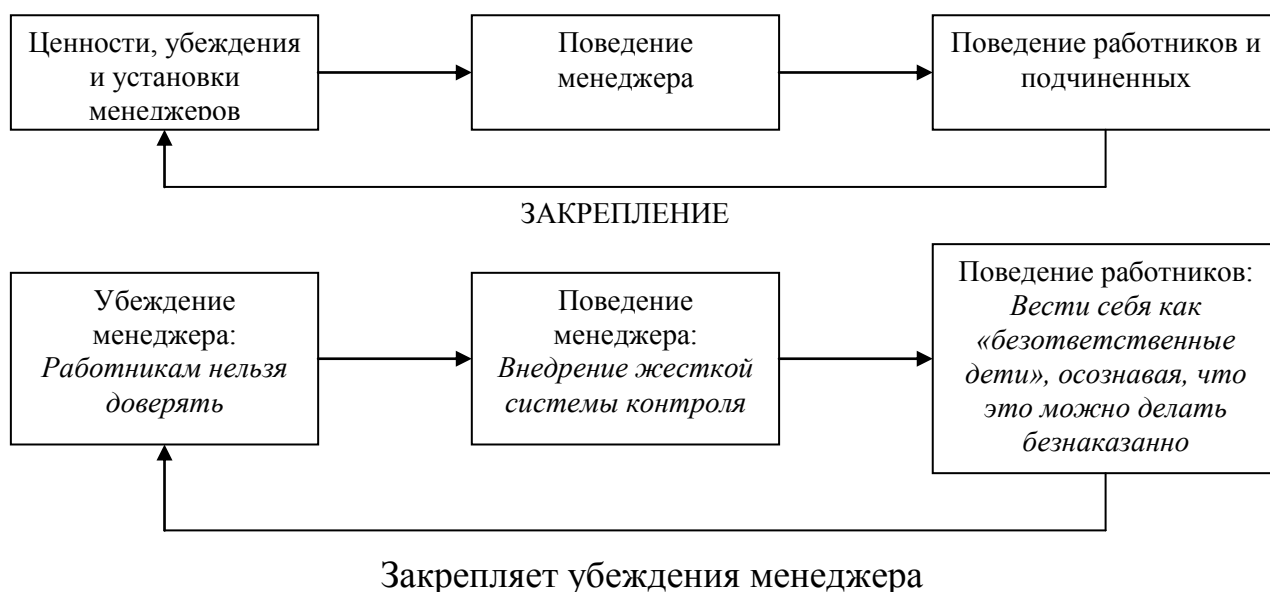 Ценности, убеждения
и установки
менеджеров
Поведение
менеджера
Поведение работников и
подчиненных
ЗАКРЕПЛЕНИЕ
Убеждение
менеджера:
Работникам нельзя
доверять
Поведение
менеджера:
Внедрение жесткой
системы контроля
Поведение работников:
Вести себя как
«безответственные
дети», осознавая, что
это можно делать
безнаказанно
Закрепляет убеждения менеджера